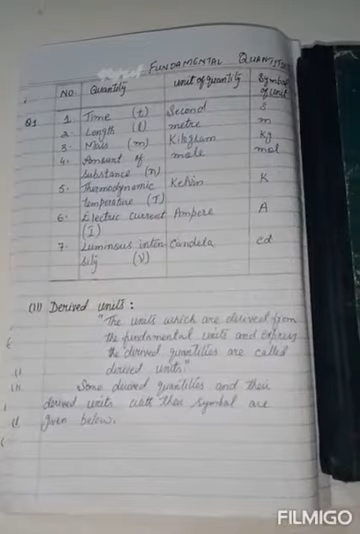 FUNDAMENTAL QUANTITIES
NO. Quantity unit of quantity Symbol of unit
Q1 1. Time (t) Second s
2. Length (l) metre m
3. Mass (m) Kilogram kg
4. Amount of mole mol
substance (n)
5. Thermodynamic Kelvin K
temperature (T)
6. Electric current Ampere A
(I)
7. Luminous inten Candela cd
sity (V)
(ii) Derived units :
"The units which are derived from
the fundamental units and express
the derived quantities are called
derived units."
Some derived quantities and their
derived units with their symbol are
given below.
FILMIGO